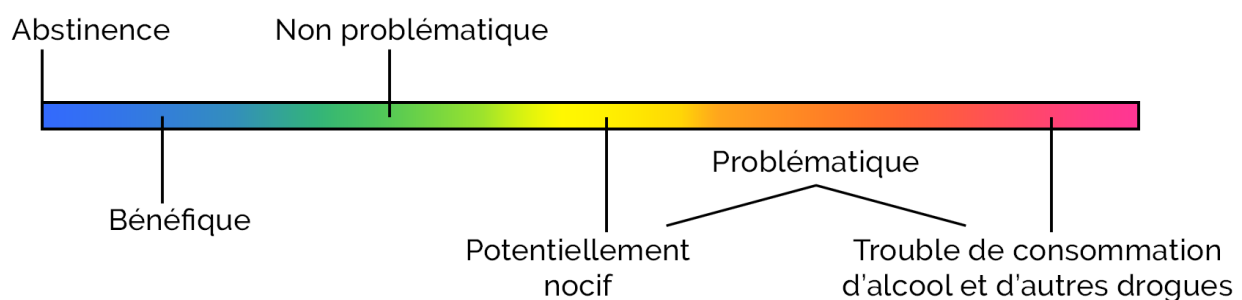 Abstinence
Non problématique
Bénéfique
Problématique
Potentiellement
nocif
Trouble de consommation
d'alcool et d'autres drogues